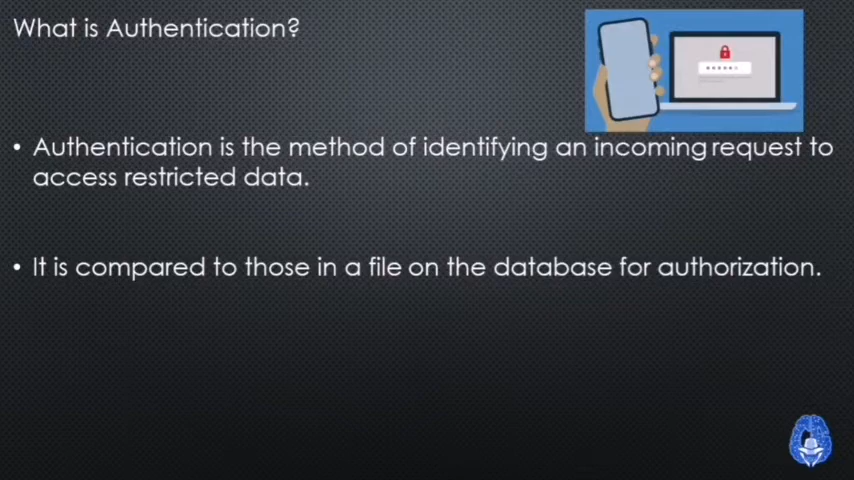 What is Authentication?
• Authentication is the method of identifying an incoming request to
access restricted data.
• It is compared to those in a file on the database for authorization.